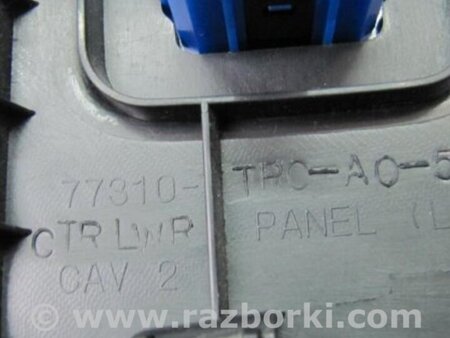 77310- TRC-A0-5
CTR LWR PANEL (L
CAV 2
www.razborki.com